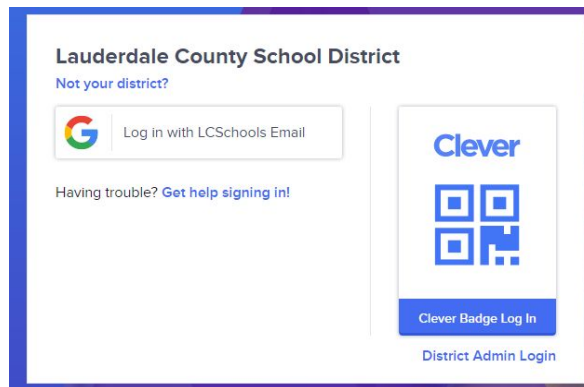 Lauderdale County School District
Not your district?
Log in with LCSchools Email
Having trouble? Get help signing in!
Clever
Clever Badge Log In
District Admin Login